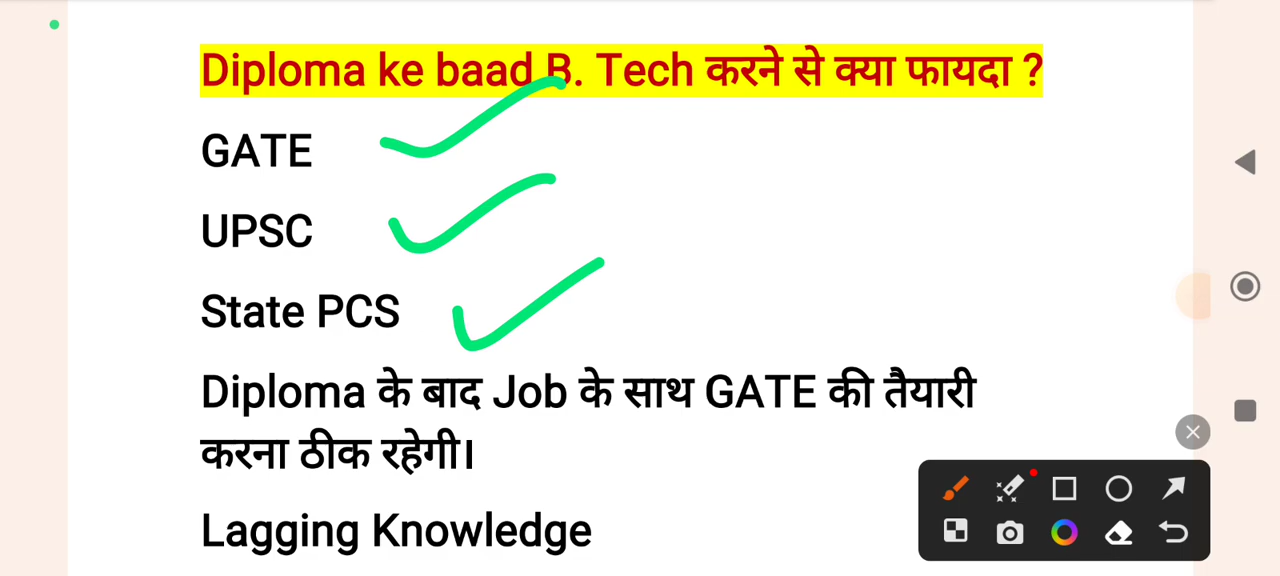 Diploma ke baad B. Tech करने से क्या फायदा ?
GATE
UPSC
State PCS
Diploma के बाद Job के साथ GATE की तैयारी
करना ठीक रहेगी।
Lagging Knowledge